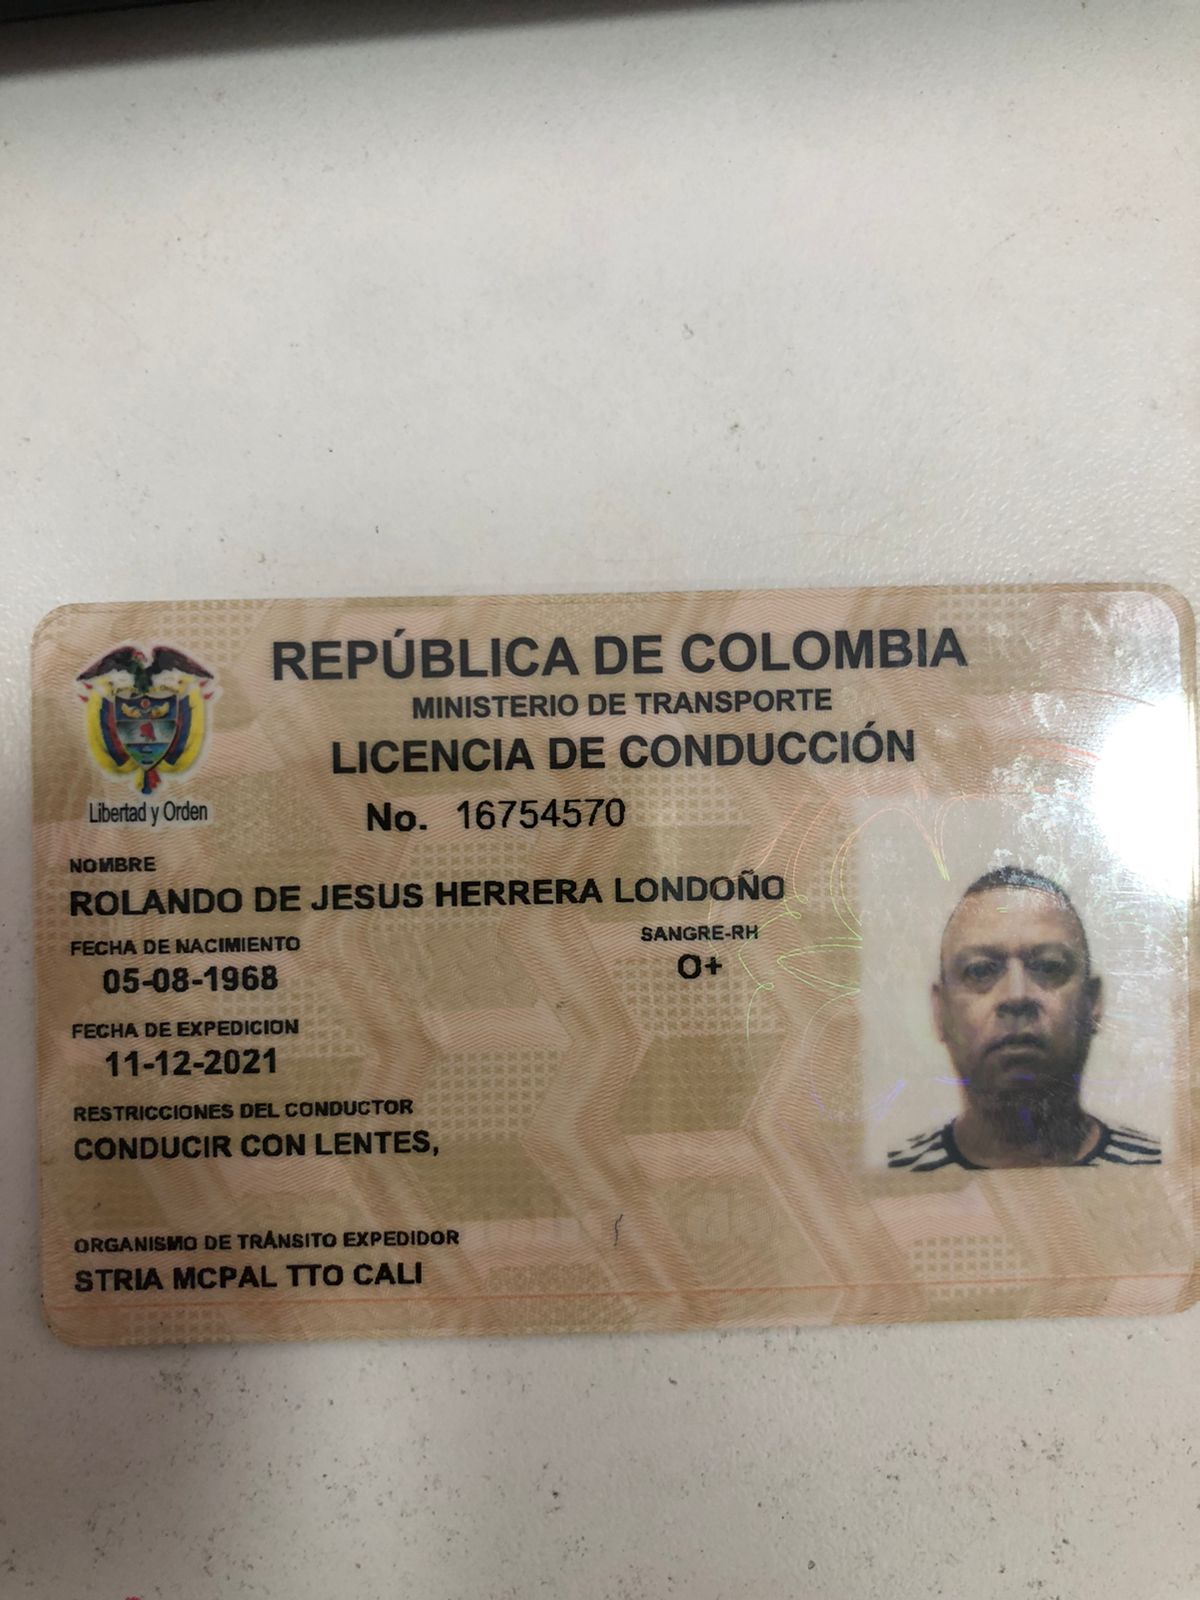 REPÚBLICA DE COLOMBIA
MINISTERIO DE TRANSPORTE
LICENCIA DE CONDUCCIÓN
Libertad y Orden
No. 16754570
NOMBRE
ROLANDO DE JESUS HERRERA LONDOÑO
FECHA DE NACIMIENTO
05-08-1968
SANGRE-RH
O+
FECHA DE EXPEDICION
11-12-2021
RESTRICCIONES DEL CONDUCTOR
CONDUCIR CON LENTES,
ORGANISMO DE TRÁNSITO EXPEDIDOR
STRIA MCPAL TTO CALI